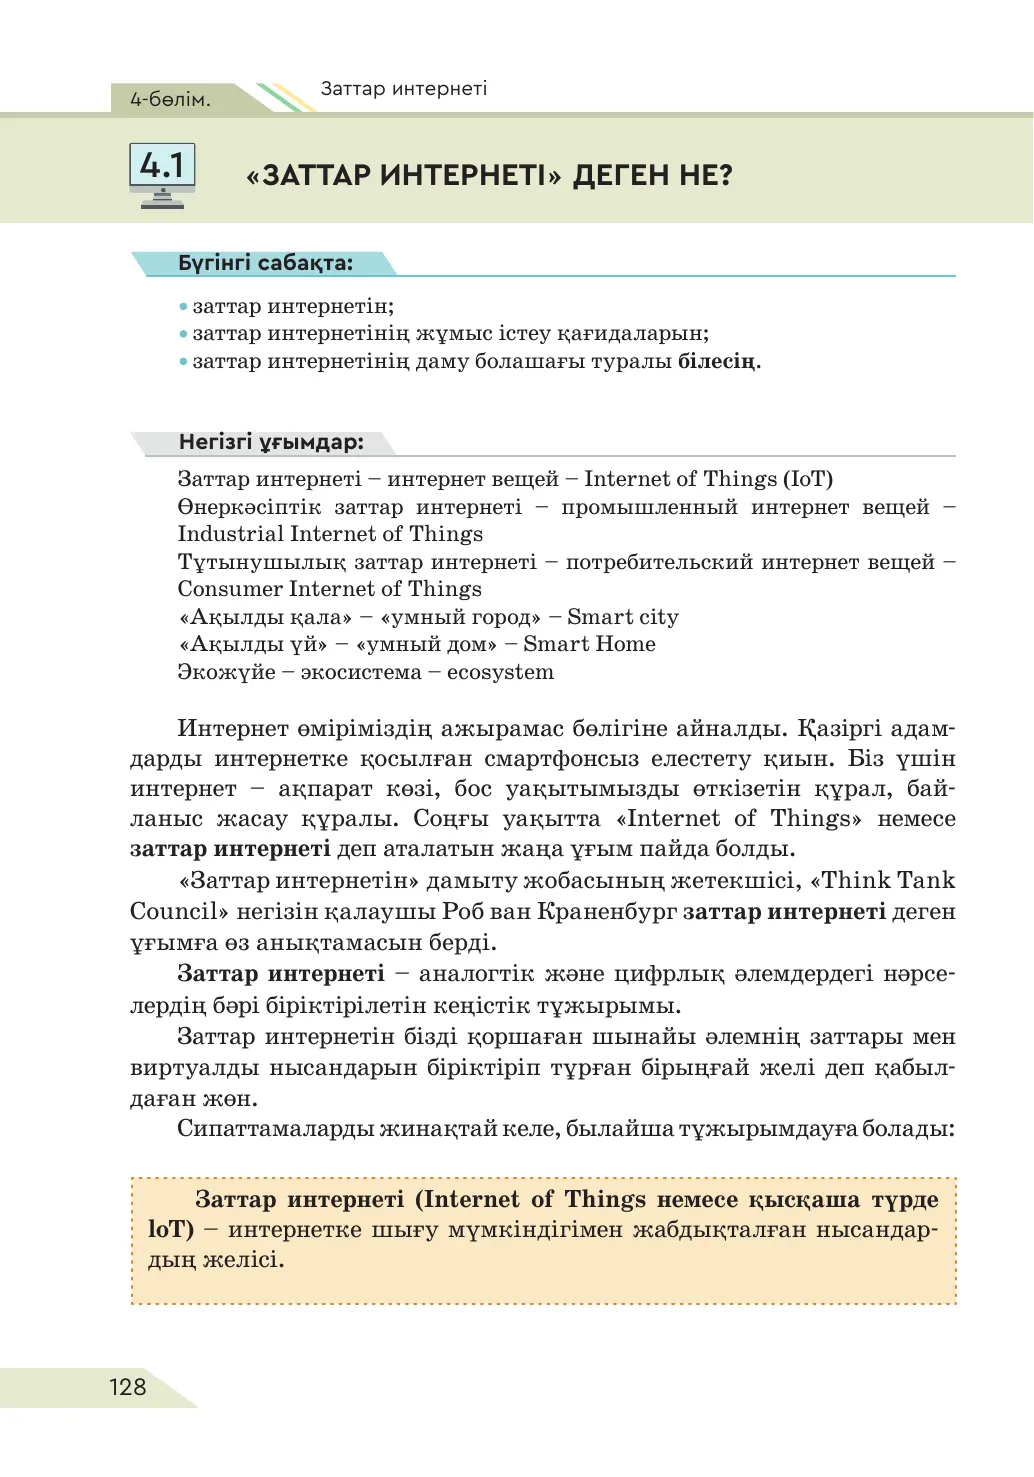 4-бөлім.
Заттар интернеті
4.1
«ЗАТТАР ИНТЕРНЕТІ» ДЕГЕН НЕ?
Бүгінгі сабақта:
• заттар интернетін;
• заттар интернетінің жұмыс істеу қағидаларын;
• заттар интернетінің даму болашағы туралы білесің.
Негізгі ұғымдар:
Заттар интернеті – интернет вещей – Internet of Things (IoT)
Өнеркәсіптік заттар интернеті – промышленный интернет вещей –
Industrial Internet of Things
Тұтынушылық заттар интернеті – потребительский интернет вещей –
Consumer Internet of Things
«Ақылды қала» – «умный город» – Smart city
«Ақылды үй» – «умный дом» – Smart Home
Экожүйе – экосистема – ecosystem
Интернет өміріміздің ажырамас бөлігіне айналды. Қазіргі адам-
дарды интернетке қосылған смартфонсыз елестету қиын. Біз үшін
интернет – ақпарат көзі, бос уақытымызды өткізетін құрал, бай-
ланыс жасау құралы. Соңғы уақытта «Internet of Things» немесе
заттар интернеті деп аталатын жаңа ұғым пайда болды.
«Заттар интернетін» дамыту жобасының жетекшісі, «Think Tank
Council» негізін қалаушы Роб ван Краненбург заттар интернеті деген
ұғымға өз анықтамасын берді.
Заттар интернеті – аналогтік және цифрлық әлемдердегі нәрсе-
лердің бәрі біріктірілетін кеңістік тұжырымы.
Заттар интернетін бізді қоршаған шынайы әлемнің заттары мен
виртуалды нысандарын біріктіріп тұрған бірыңғай желі деп қабыл-
даған жөн.
Сипаттамаларды жинақтай келе, былайша тұжырымдауға болады:
Заттар интернеті (Internet of Things немесе қысқаша түрде
loT) – интернетке шығу мүмкіндігімен жабдықталған нысандар-
дың желісі.
128